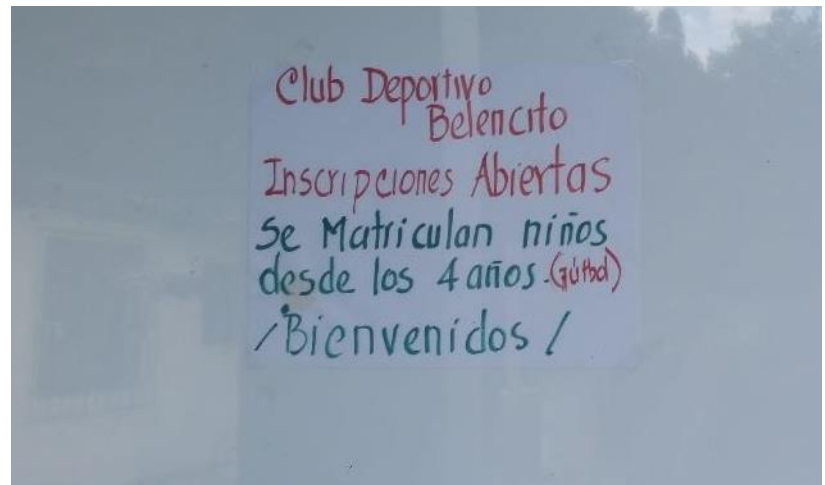 Club Deportivo
Belencito
Inscripciones Abiertas
Se Matriculan niños
desde los 4 años. (fútbol)
¡Bienvenidos!